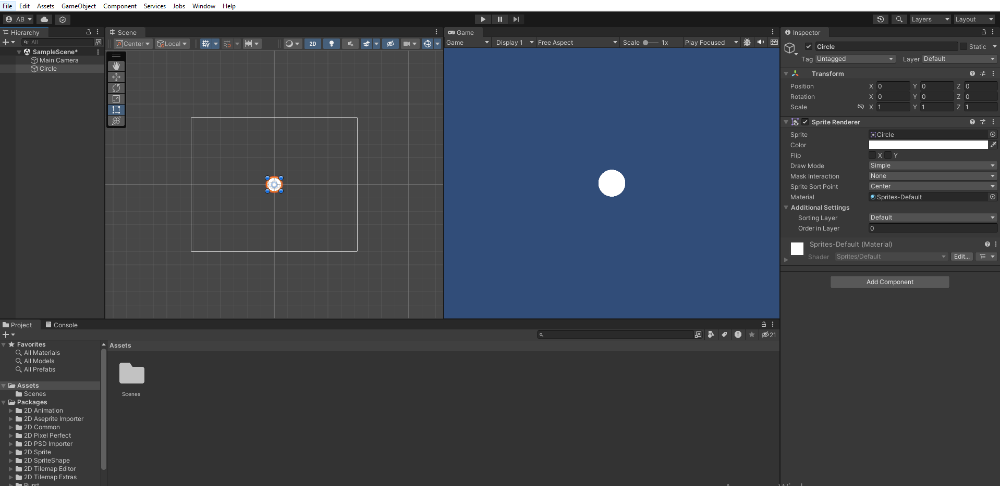 File Edit Assets GameObject Component Services Jobs Window Help
AB Layers Layout
Hierarchy
All
SampleScene*
Main Camera
Circle
Scene
Center Local 2D
Game
Game Display 1 Free Aspect Scale 1x Play Focused
Inspector
Circle Static
Tag Untagged Layer Default
Transform
Position X 0 Y 0 Z 0
Rotation X 0 Y 0 Z 0
Scale X 1 Y 1 Z 1
Sprite Renderer
Sprite Circle
Color
Flip X Y
Draw Mode Simple
Mask Interaction None
Sprite Sort Point Center
Material Sprites-Default
Additional Settings
Sorting Layer Default
Order in Layer 0
Sprites-Default (Material)
Shader Sprites/Default Edit...
Add Component
Project Console
21
Favorites
All Materials
All Models
All Prefabs
Assets
Scenes
Packages
2D Animation
2D Aseprite Importer
2D Common
2D Pixel Perfect
2D PSD Importer
2D Sprite
2D SpriteShape
2D Tilemap Editor
2D Tilemap Extras
Burst
Assets
Scenes